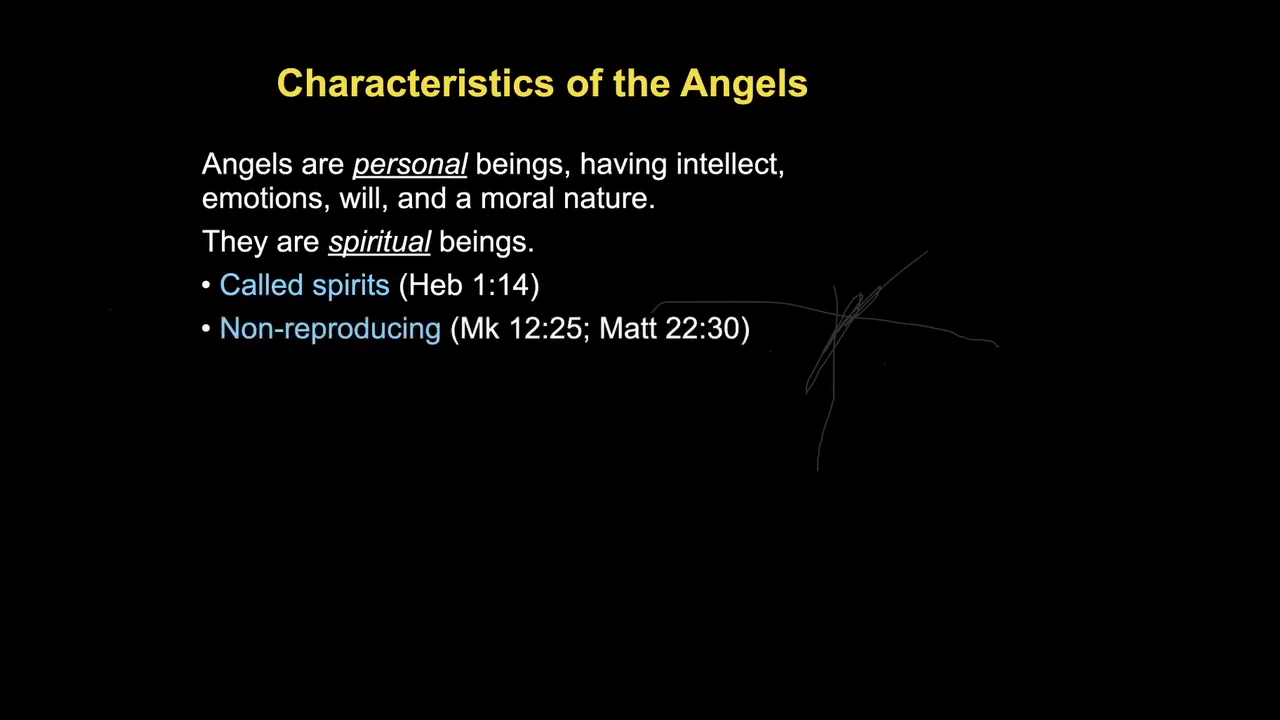 Characteristics of the Angels
Angels are personal beings, having intellect,
emotions, will, and a moral nature.
They are spiritual beings.
• Called spirits (Heb 1:14)
• Non-reproducing (Mk 12:25; Matt 22:30)